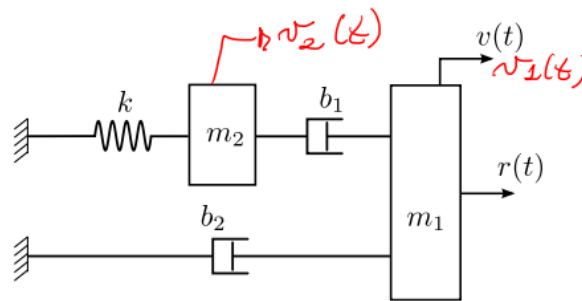 v₂(t)
v(t)
v₁(t)
k
b₁
m₂
r(t)
b₂
m₁